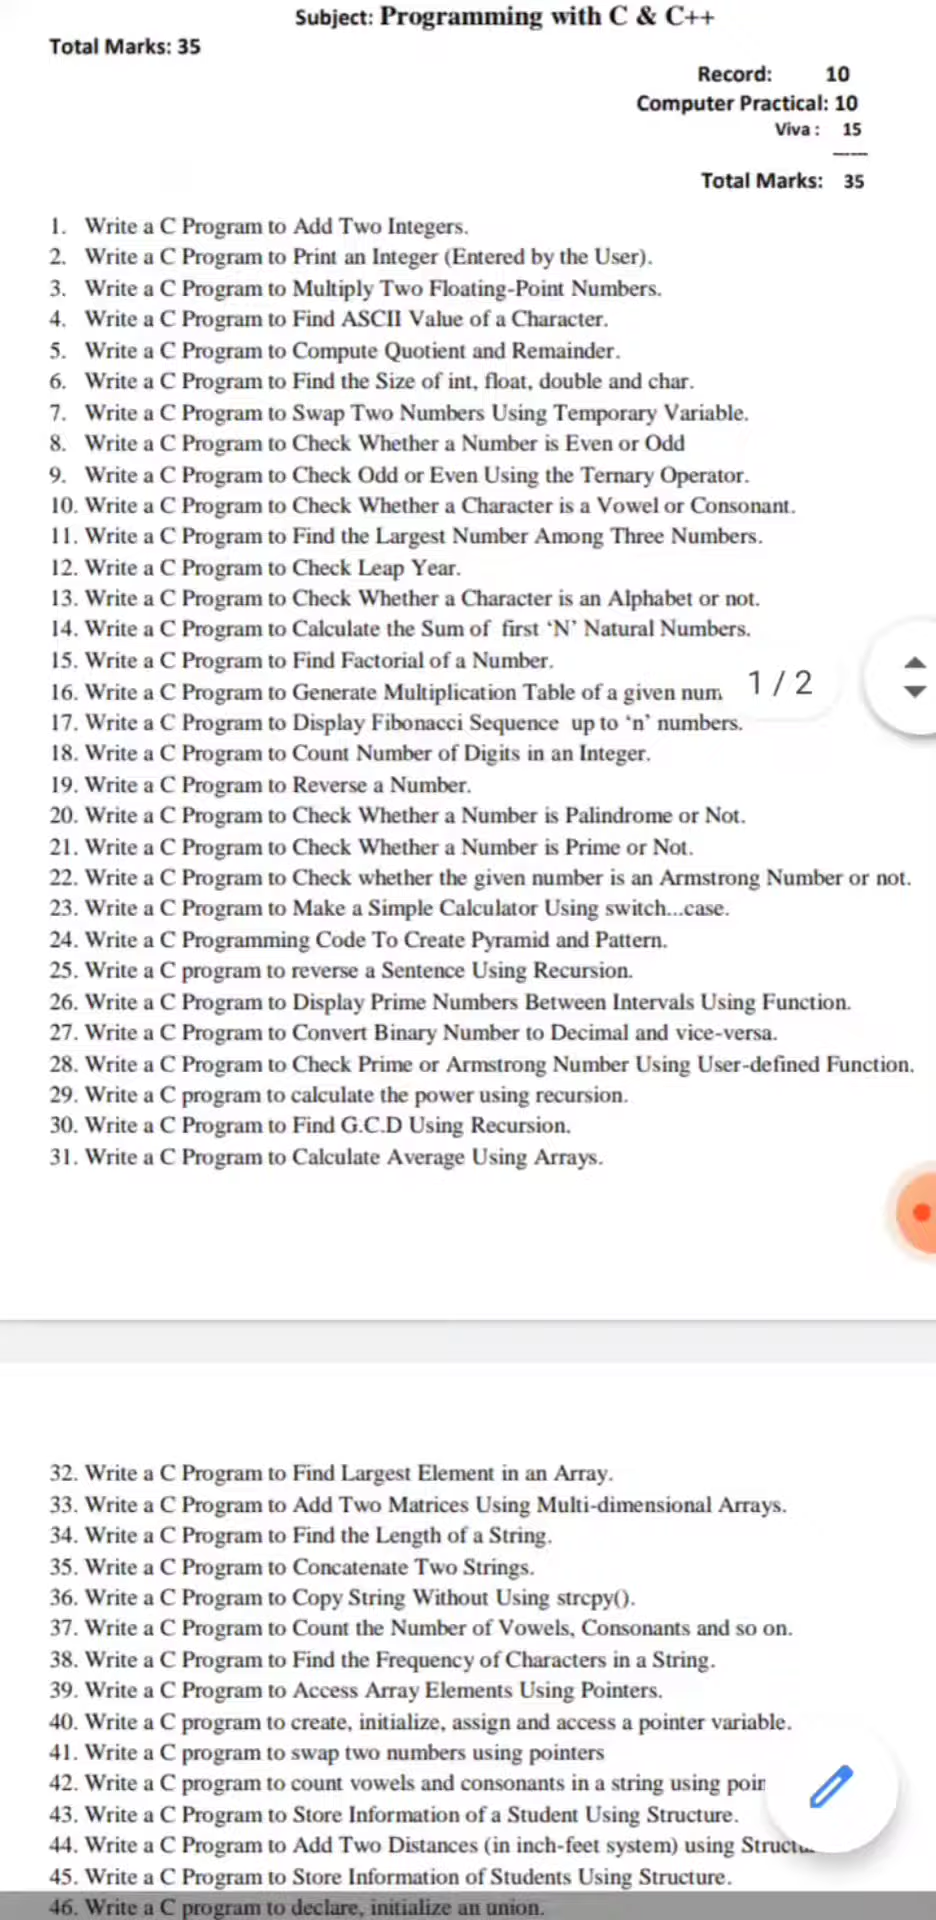 Subject: Programming with C & C++
Total Marks: 35
Record: 10
Computer Practical: 10
Viva : 15
Total Marks: 35
1. Write a C Program to Add Two Integers.
2. Write a C Program to Print an Integer (Entered by the User).
3. Write a C Program to Multiply Two Floating-Point Numbers.
4. Write a C Program to Find ASCII Value of a Character.
5. Write a C Program to Compute Quotient and Remainder.
6. Write a C Program to Find the Size of int, float, double and char.
7. Write a C Program to Swap Two Numbers Using Temporary Variable.
8. Write a C Program to Check Whether a Number is Even or Odd
9. Write a C Program to Check Odd or Even Using the Ternary Operator.
10. Write a C Program to Check Whether a Character is a Vowel or Consonant.
11. Write a C Program to Find the Largest Number Among Three Numbers.
12. Write a C Program to Check Leap Year.
13. Write a C Program to Check Whether a Character is an Alphabet or not.
14. Write a C Program to Calculate the Sum of first ‘N’ Natural Numbers.
15. Write a C Program to Find Factorial of a Number.
16. Write a C Program to Generate Multiplication Table of a given num
1 / 2
17. Write a C Program to Display Fibonacci Sequence up to ‘n’ numbers.
18. Write a C Program to Count Number of Digits in an Integer.
19. Write a C Program to Reverse a Number.
20. Write a C Program to Check Whether a Number is Palindrome or Not.
21. Write a C Program to Check Whether a Number is Prime or Not.
22. Write a C Program to Check whether the given number is an Armstrong Number or not.
23. Write a C Program to Make a Simple Calculator Using switch...case.
24. Write a C Programming Code To Create Pyramid and Pattern.
25. Write a C program to reverse a Sentence Using Recursion.
26. Write a C Program to Display Prime Numbers Between Intervals Using Function.
27. Write a C Program to Convert Binary Number to Decimal and vice-versa.
28. Write a C Program to Check Prime or Armstrong Number Using User-defined Function.
29. Write a C program to calculate the power using recursion.
30. Write a C Program to Find G.C.D Using Recursion.
31. Write a C Program to Calculate Average Using Arrays.
32. Write a C Program to Find Largest Element in an Array.
33. Write a C Program to Add Two Matrices Using Multi-dimensional Arrays.
34. Write a C Program to Find the Length of a String.
35. Write a C Program to Concatenate Two Strings.
36. Write a C Program to Copy String Without Using strcpy().
37. Write a C Program to Count the Number of Vowels, Consonants and so on.
38. Write a C Program to Find the Frequency of Characters in a String.
39. Write a C Program to Access Array Elements Using Pointers.
40. Write a C program to create, initialize, assign and access a pointer variable.
41. Write a C program to swap two numbers using pointers
42. Write a C program to count vowels and consonants in a string using
43. Write a C Program to Store Information of a Student Using Structure.
44. Write a C Program to Add Two Distances (in inch-feet system) using
45. Write a C Program to Store Information of Students Using Structure.
46. Write a C program to declare, initialize an union.